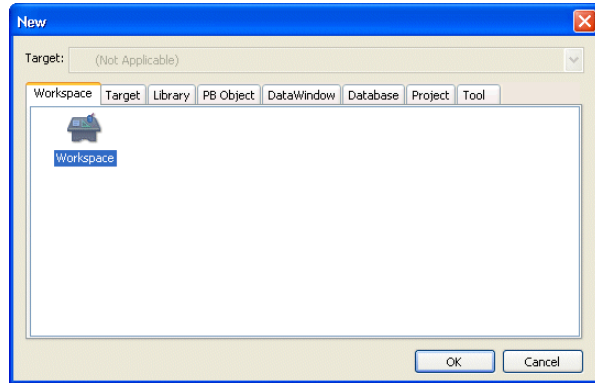 New
Target: (Not Applicable)
Workspace Target Library PB Object DataWindow Database Project Tool
Workspace
OK Cancel